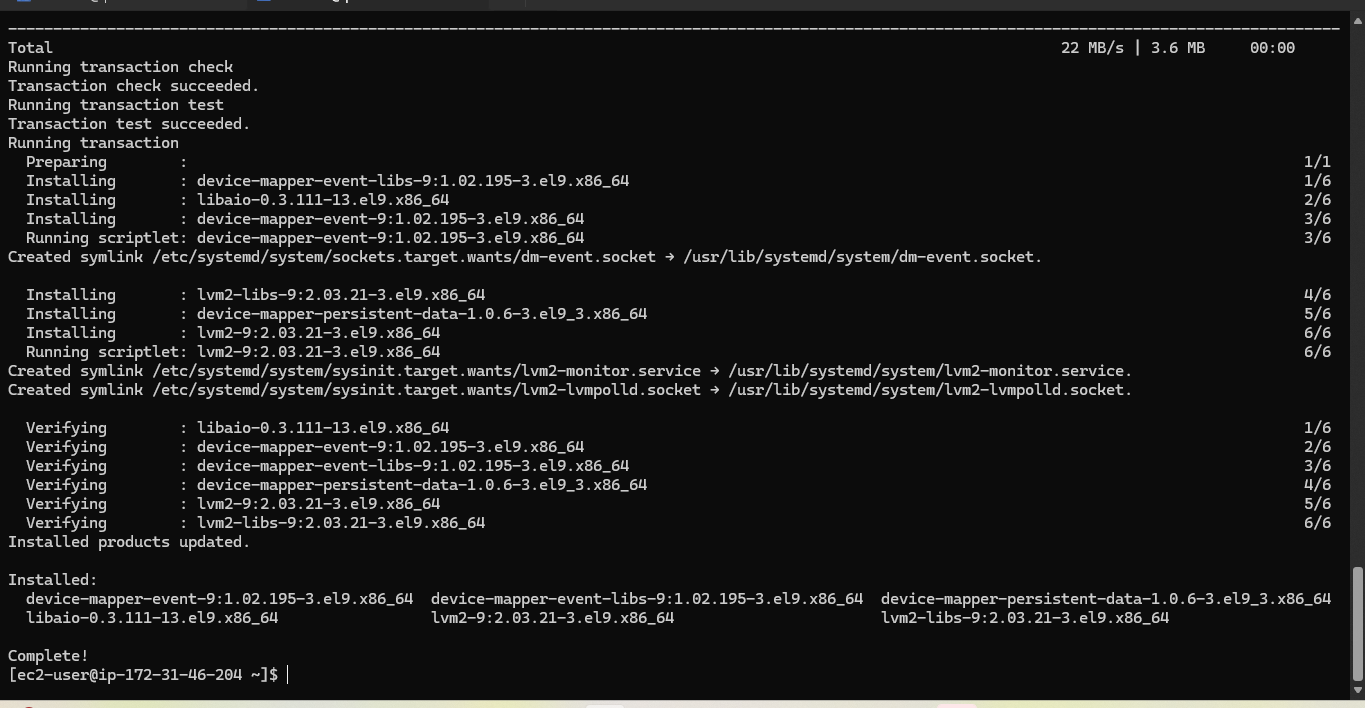 Total 22 MB/s | 3.6 MB 00:00
Running transaction check
Transaction check succeeded.
Running transaction test
Transaction test succeeded.
Running transaction
Preparing : 1/1
Installing : device-mapper-event-libs-9:1.02.195-3.el9.x86_64 1/6
Installing : libaio-0.3.111-13.el9.x86_64 2/6
Installing : device-mapper-event-9:1.02.195-3.el9.x86_64 3/6
Running scriptlet: device-mapper-event-9:1.02.195-3.el9.x86_64 3/6
Created symlink /etc/systemd/system/sockets.target.wants/dm-event.socket → /usr/lib/systemd/system/dm-event.socket.
Installing : lvm2-libs-9:2.03.21-3.el9.x86_64 4/6
Installing : device-mapper-persistent-data-1.0.6-3.el9_3.x86_64 5/6
Installing : lvm2-9:2.03.21-3.el9.x86_64 6/6
Running scriptlet: lvm2-9:2.03.21-3.el9.x86_64 6/6
Created symlink /etc/systemd/system/sysinit.target.wants/lvm2-monitor.service → /usr/lib/systemd/system/lvm2-monitor.service.
Created symlink /etc/systemd/system/sysinit.target.wants/lvm2-lvmpolld.socket → /usr/lib/systemd/system/lvm2-lvmpolld.socket.
Verifying : libaio-0.3.111-13.el9.x86_64 1/6
Verifying : device-mapper-event-9:1.02.195-3.el9.x86_64 2/6
Verifying : device-mapper-event-libs-9:1.02.195-3.el9.x86_64 3/6
Verifying : device-mapper-persistent-data-1.0.6-3.el9_3.x86_64 4/6
Verifying : lvm2-9:2.03.21-3.el9.x86_64 5/6
Verifying : lvm2-libs-9:2.03.21-3.el9.x86_64 6/6
Installed products updated.
Installed:
device-mapper-event-9:1.02.195-3.el9.x86_64 device-mapper-event-libs-9:1.02.195-3.el9.x86_64 device-mapper-persistent-data-1.0.6-3.el9_3.x86_64
libaio-0.3.111-13.el9.x86_64 lvm2-9:2.03.21-3.el9.x86_64 lvm2-libs-9:2.03.21-3.el9.x86_64
Complete!
[ec2-user@ip-172-31-46-204 ~]$